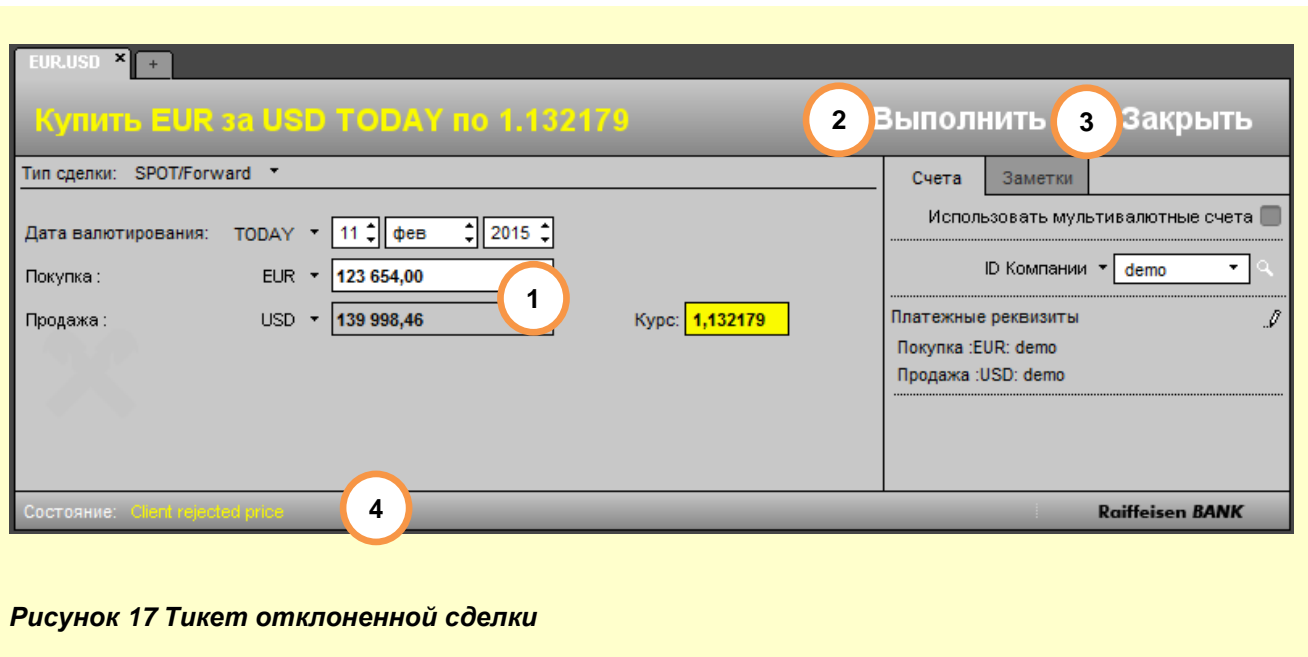 EUR.USD × +
Купить EUR за USD TODAY по 1.132179 2 Выполнить 3 Закрыть
Тип сделки: SPOT/Forward
Счета Заметки
Использовать мультивалютные счета
Дата валютирования: TODAY 11 фев 2015
Покупка : EUR 123 654,00
ID Компании demo
1
Продажа : USD 139 998,46 Курс: 1,132179
Платежные реквизиты
Покупка :EUR: demo
Продажа :USD: demo
Состояние: Client rejected price 4 Raiffeisen BANK
Рисунок 17 Тикет отклоненной сделки